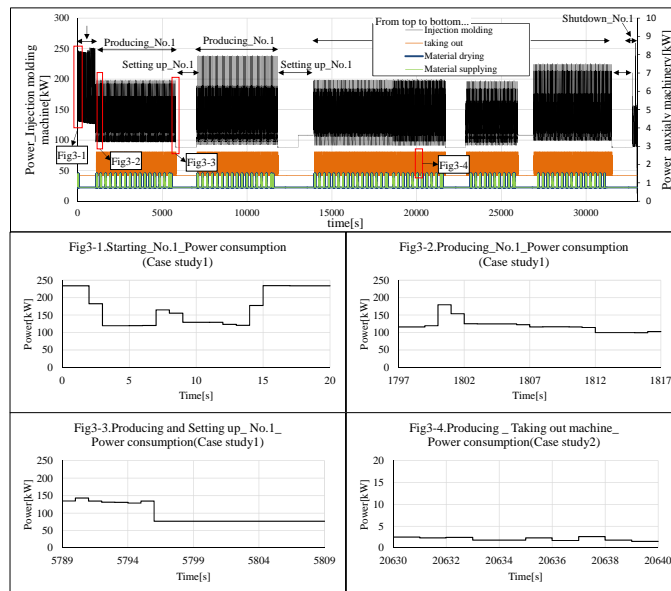 From top to bottom...
Injection molding
taking out
Material drying
Material supplying
Shutdown_No.1
Producing_No.1
Producing_No.1
Setting up_No.1
Setting up_No.1
Power_Injection molding
machine[kW]
300
250
200
150
100
50
0
Power auxialy machinery[kW]
10
9
8
7
6
5
4
3
2
1
0
Fig3-1
Fig3-2
Fig3-3
Fig3-4
0
5000
10000
15000
20000
25000
30000
time[s]
Fig3-1.Starting_No.1_Power consumption
(Case study1)
Power[kW]
250
200
150
100
50
0
0
5
10
15
20
Time[s]
Fig3-2.Producing_No.1_Power consumption
(Case study1)
Power[kW]
250
200
150
100
50
0
1797
1802
1807
1812
1817
Time[s]
Fig3-3.Producing and Setting up_ No.1_
Power consumption(Case study1)
Power[kW]
250
200
150
100
50
0
5789
5794
5799
5804
5809
Time[s]
Fig3-4.Producing _ Taking out machine_
Power consumption(Case study2)
Power[kW]
20
15
10
5
0
20630
20632
20634
20636
20638
20640
Time[s]